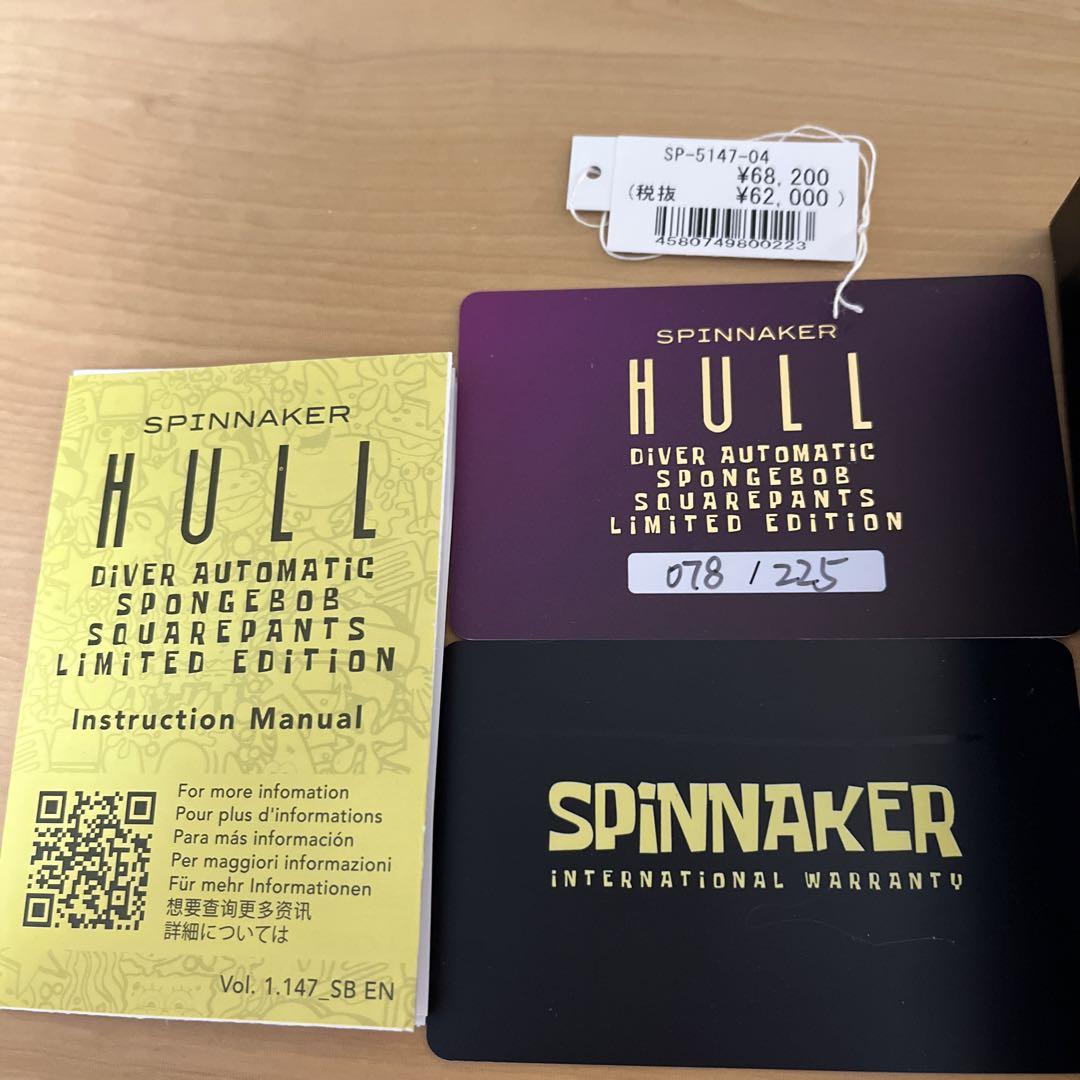 SP-5147-04
¥68,200
(税抜 ¥62,000)
4580749800223
SPINNAKER
HULL
DiVER AUTOMATiC
SPONGEBOB
SQUAREPANTS
LiMiTED EDiTiON
078 / 225
SPINNAKER
HULL
DiVER AUTOMATiC
SPONGEBOB
SQUAREPANTS
LiMiTED EDiTiON
Instruction Manual
For more infomation
Pour plus d'informations
Para más información
Per maggiori informazioni
Für mehr Informationen
想要查询更多资讯
詳細については
Vol. 1.147_SB EN
SPiNNAKER
iNTERNATiONAL WARRANTY